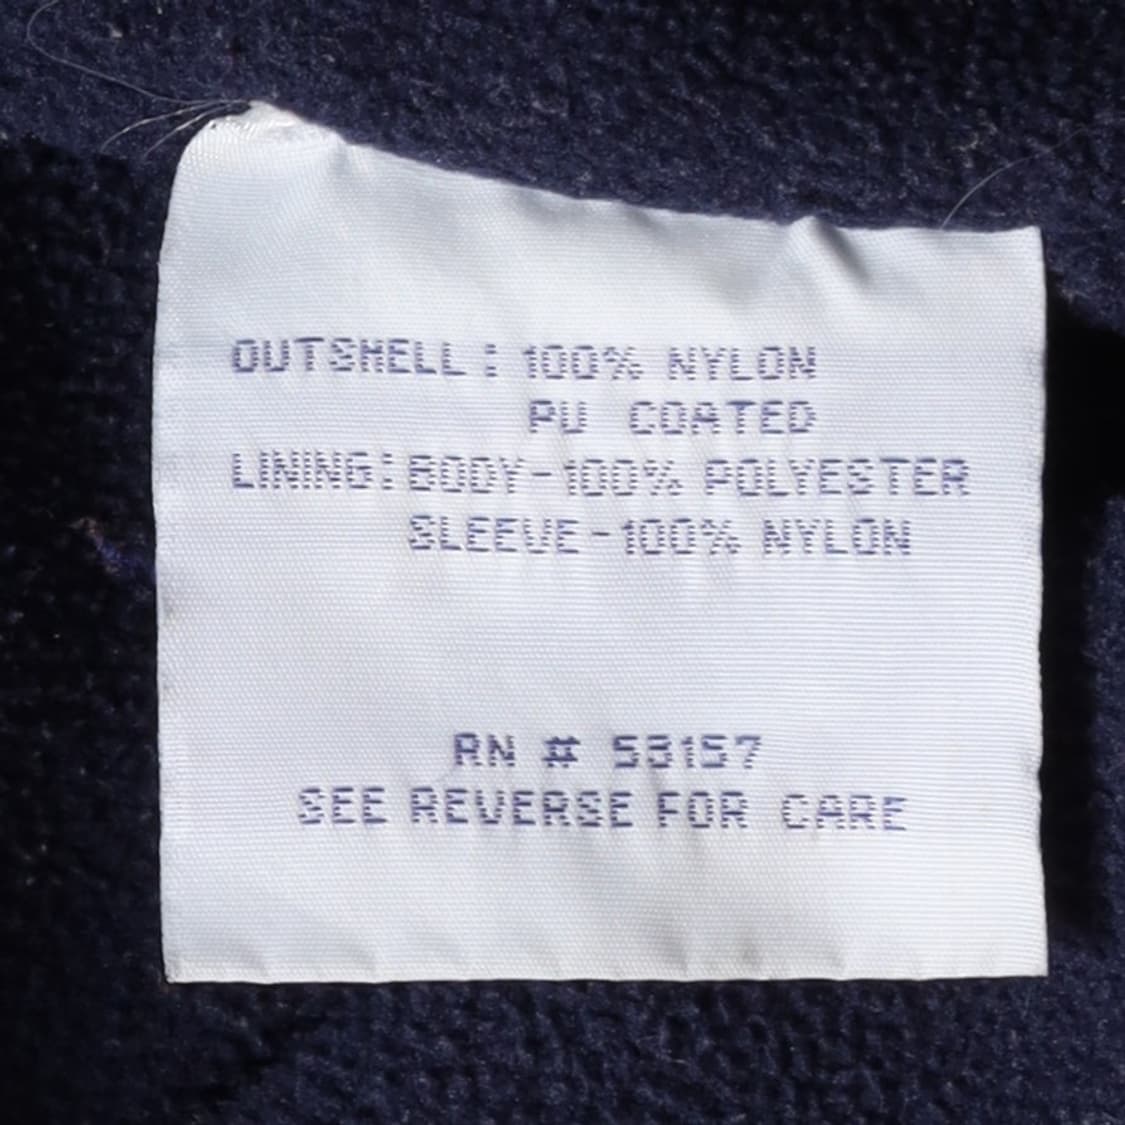 OUTSHELL: 100% NYLON
PU COATED
LINING: BODY-100% POLYESTER
SLEEVE-100% NYLON
RN # 53157
SEE REVERSE FOR CARE